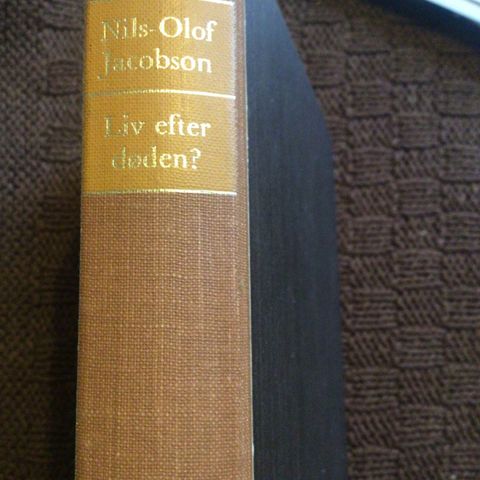 Nils-Olof
Jacobson
Liv efter
døden?